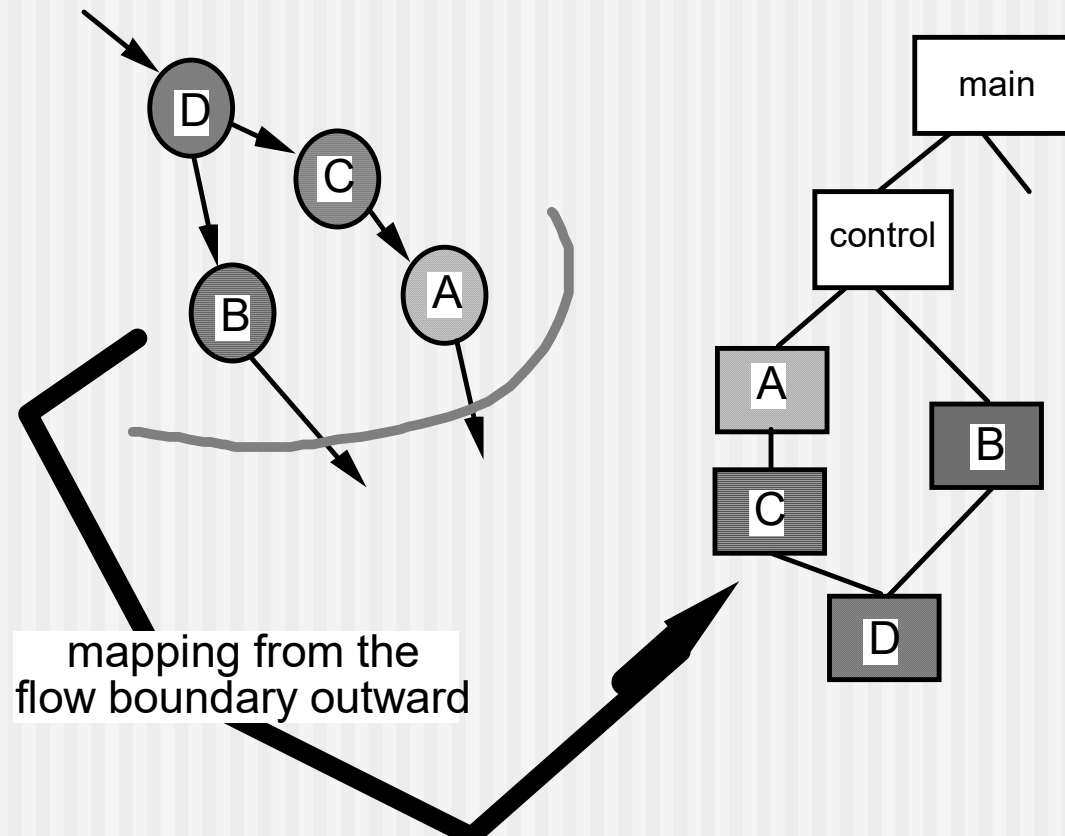 D
C
A
B
main
control
A
B
C
D
mapping from the
flow boundary outward